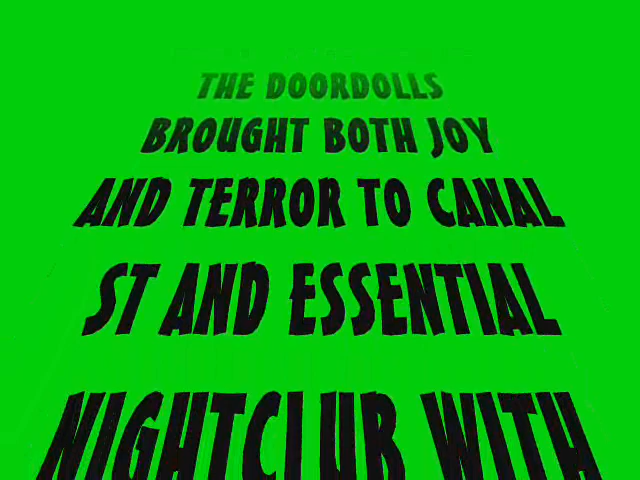 THE DOORDOLLS
BROUGHT BOTH JOY
AND TERROR TO CANAL
ST AND ESSENTIAL
NIGHTCLUB WITH